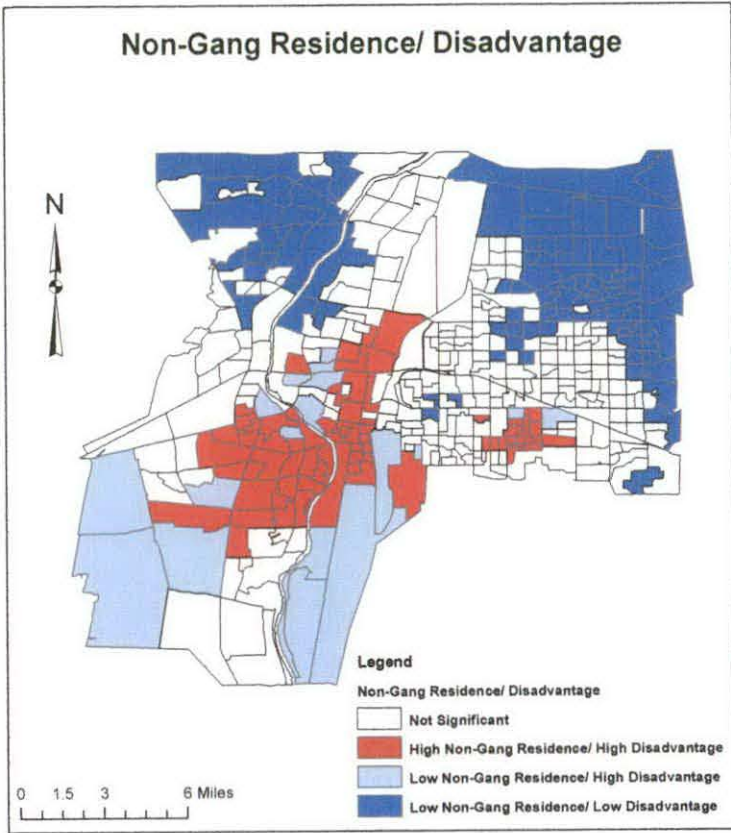 Non-Gang Residence/ Disadvantage
N
Legend
Non-Gang Residence/ Disadvantage
Not Significant
High Non-Gang Residence/ High Disadvantage
Low Non-Gang Residence/ High Disadvantage
Low Non-Gang Residence/ Low Disadvantage
0 1.5 3 6 Miles